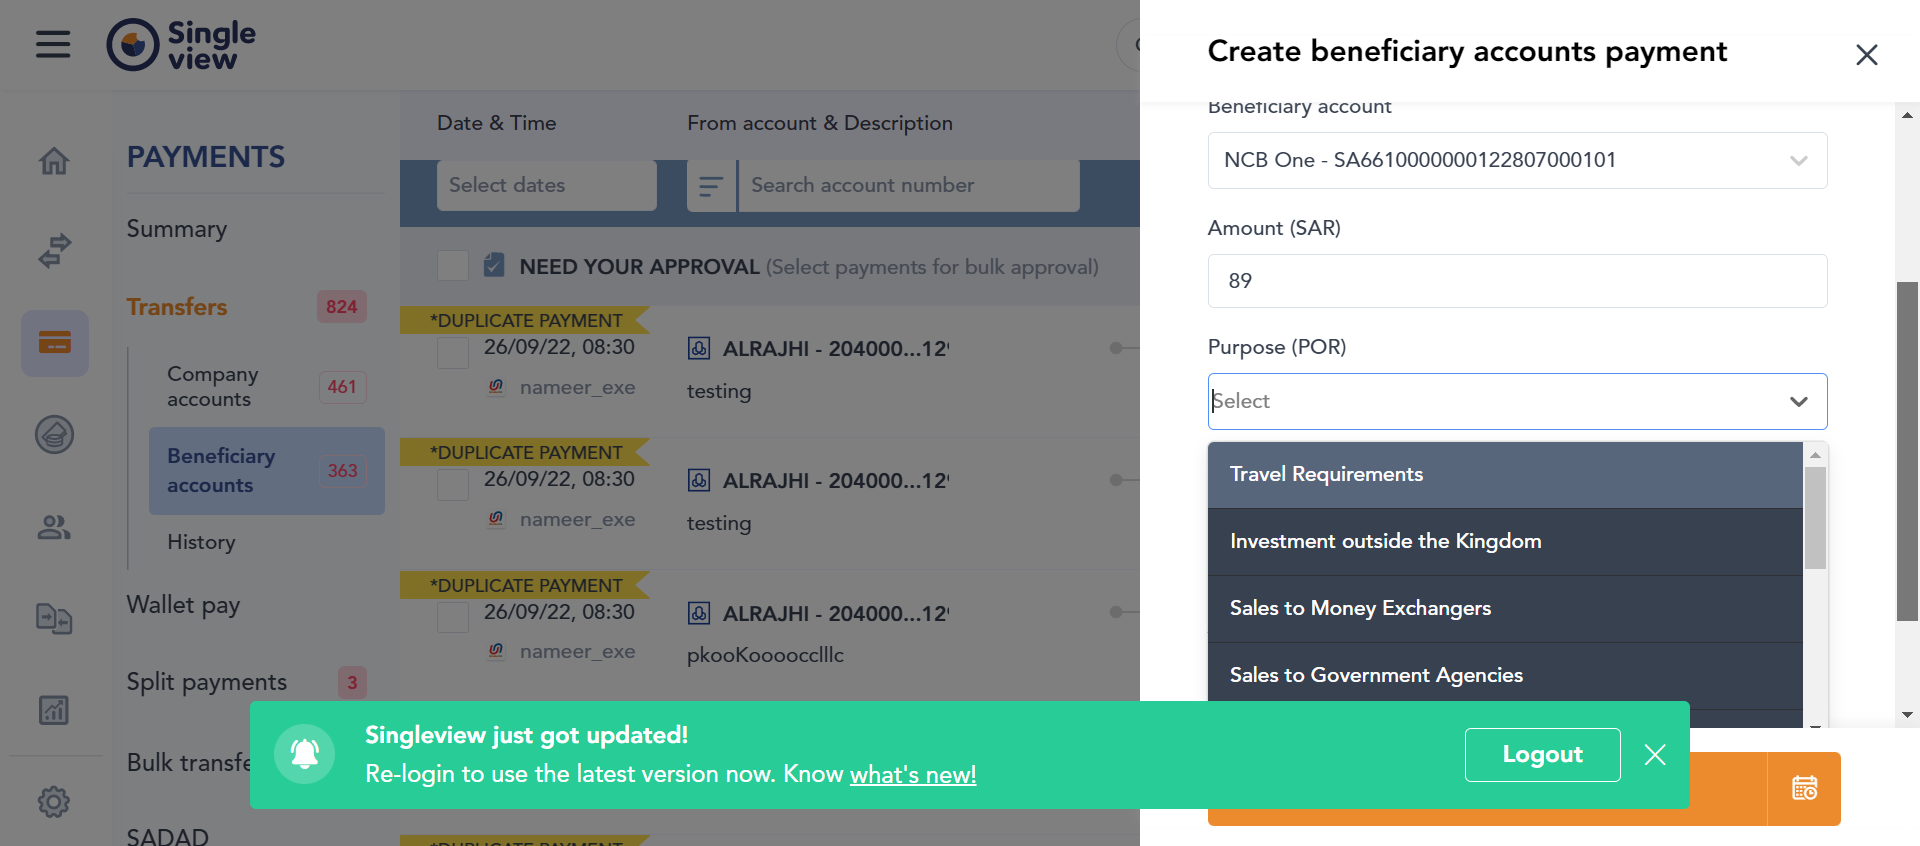 Single
view
PAYMENTS
Summary
Transfers 824
Company
accounts 461
Beneficiary
accounts 363
History
Wallet pay
Split payments 3
Bulk transfe
SADAD
Date & Time From account & Description
Select dates Search account number
NEED YOUR APPROVAL (Select payments for bulk approval)
*DUPLICATE PAYMENT
26/09/22, 08:30 ALRAJHI - 204000...12
nameer_exe testing
*DUPLICATE PAYMENT
26/09/22, 08:30 ALRAJHI - 204000...12
nameer_exe testing
*DUPLICATE PAYMENT
26/09/22, 08:30 ALRAJHI - 204000...12
nameer_exe pkooKoooocclllc
*DUPLICATE PAYMENT
Create beneficiary accounts payment
Beneficiary account
NCB One - SA6610000000122807000101
Amount (SAR)
89
Purpose (POR)
Select
Travel Requirements
Investment outside the Kingdom
Sales to Money Exchangers
Sales to Government Agencies
Singleview just got updated!
Re-login to use the latest version now. Know what's new!
Logout